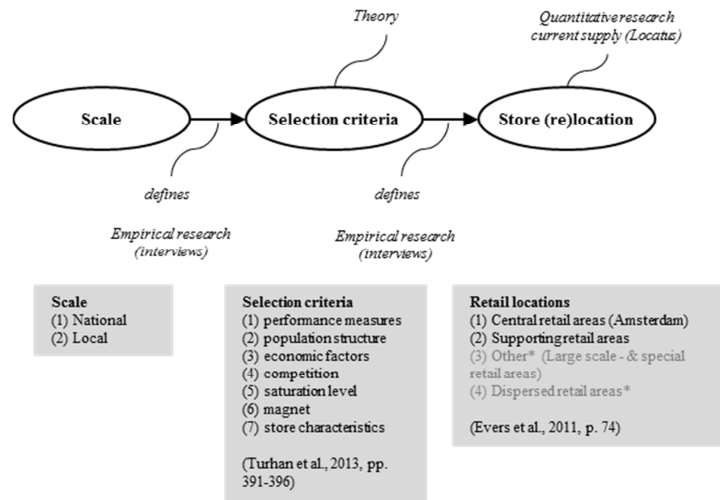 Theory
Quantitative research
current supply (Locatus)
Scale
Selection criteria
Store (re)location
defines
defines
Empirical research
(interviews)
Empirical research
(interviews)
Scale
(1) National
(2) Local
Selection criteria
(1) performance measures
(2) population structure
(3) economic factors
(4) competition
(5) saturation level
(6) magnet
(7) store characteristics
(Turhan et al., 2013, pp.
391-396)
Retail locations
(1) Central retail areas (Amsterdam)
(2) Supporting retail areas
(3) Other* (Large scale - & special
retail areas)
(4) Dispersed retail areas*
(Evers et al., 2011, p. 74)